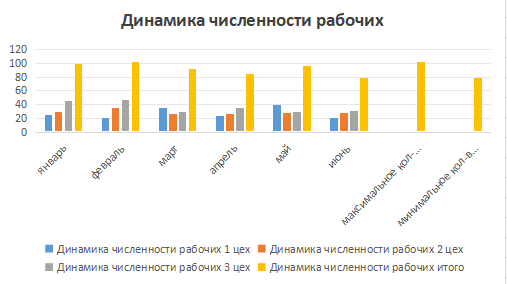 Динамика численности рабочих
120
100
80
60
40
20
0
январь
февраль
март
апрель
май
июнь
максимальное кол-...
минимальное кол-в...
Динамика численности рабочих 1 цех
Динамика численности рабочих 2 цех
Динамика численности рабочих 3 цех
Динамика численности рабочих итого